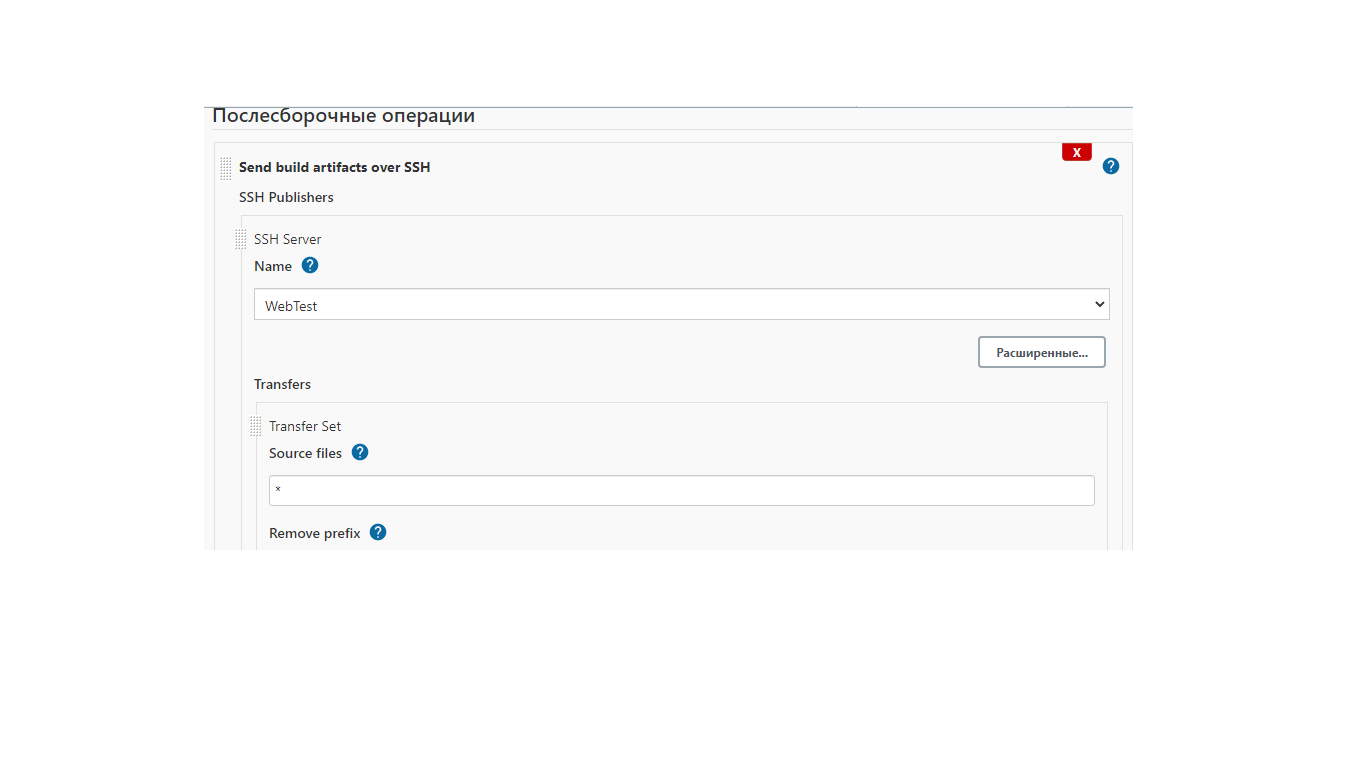 Послесборочные операции
X
Send build artifacts over SSH
?
SSH Publishers
SSH Server
Name ?
WebTest
Расширенные...
Transfers
Transfer Set
Source files ?
*
Remove prefix ?